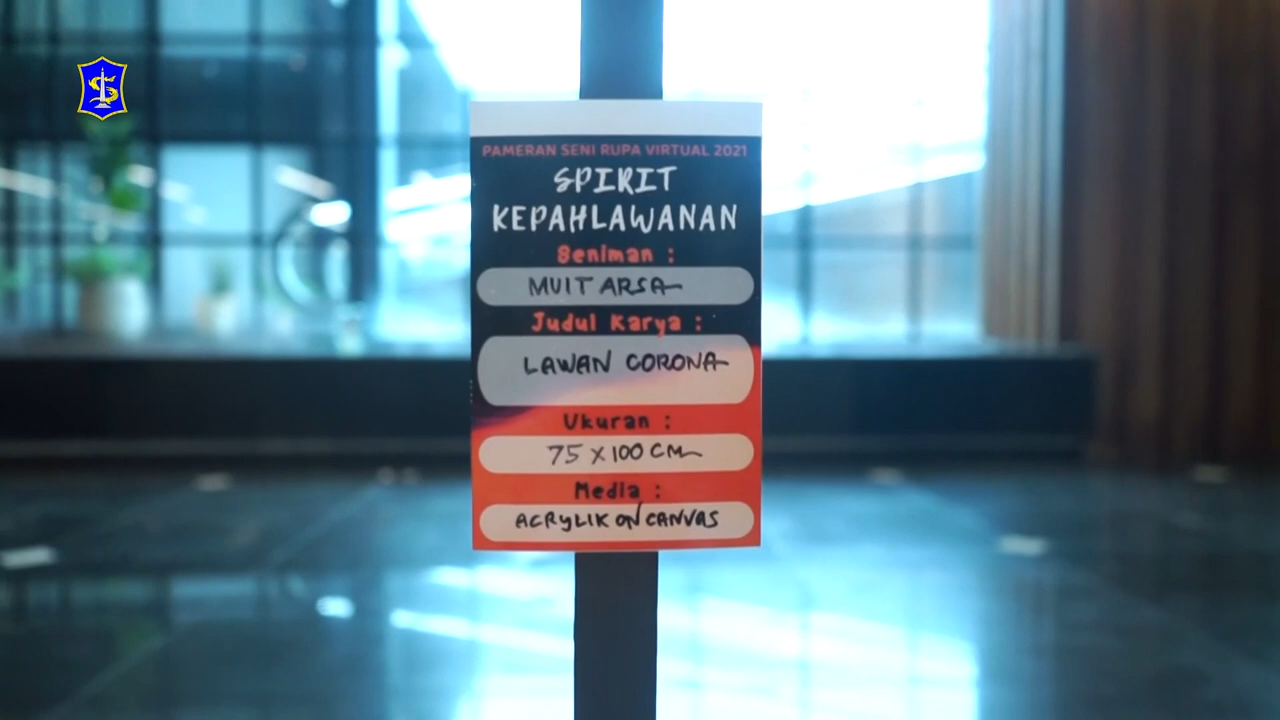 PAMERAN SENI RUPA VIRTUAL 2021
SPIRIT
KEPAHLAWANAN
Seniman :
MUIT ARSA
Judul Karya :
LAWAN CORONA
Ukuran :
75 X 100 CM
Media :
ACRYLIK ON CANVAS